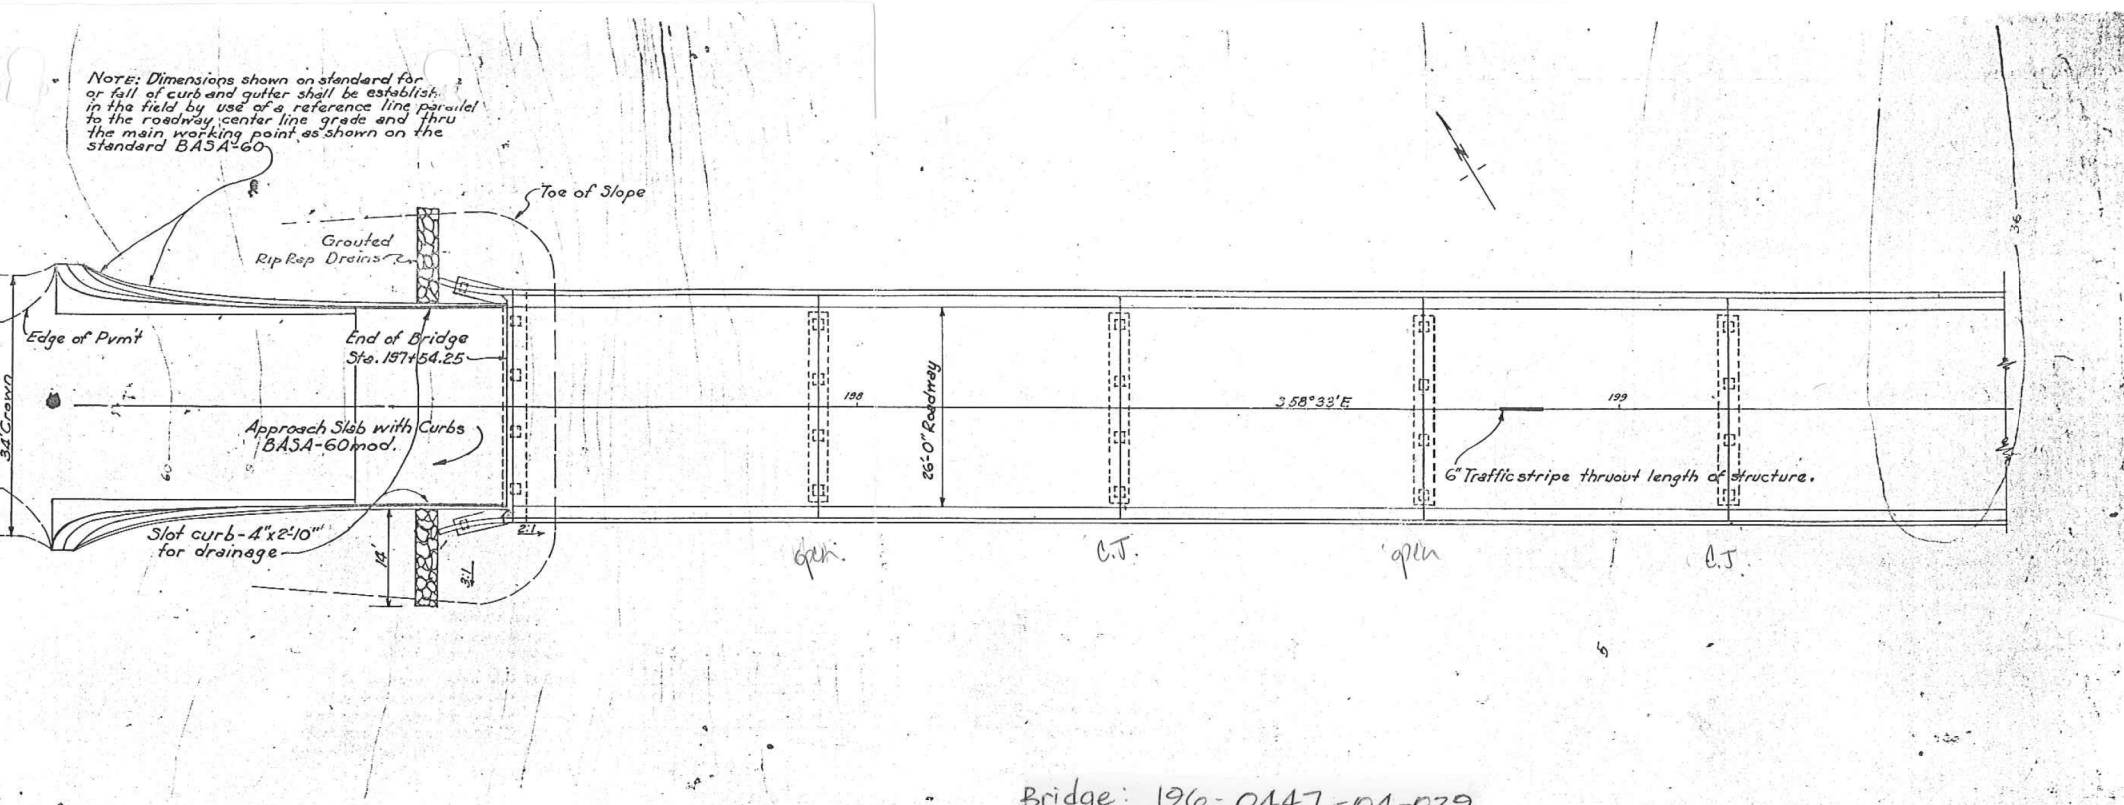 NOTE: Dimensions shown on standard for
or fall of curb and gutter shall be establish
in the field by use of a reference line parallel
to the roadway center line grade and thru
the main working point as shown on the
standard BASA-60
Toe of Slope
Grouted
Rip Rap Drains
Edge of Pvm't
End of Bridge
Sta. 197+54.25
34' Crown
198
26'-0" Roadway
S 58°33'E
199
36
Approach Slab with Curbs
BASA-60 mod.
60
6" Traffic stripe thruout length of structure.
Slot curb-4"x2'-10"
for drainage
14'
2:1
3:1
open.
C.J.
open
C.J.
N
Bridge: 196-0447-